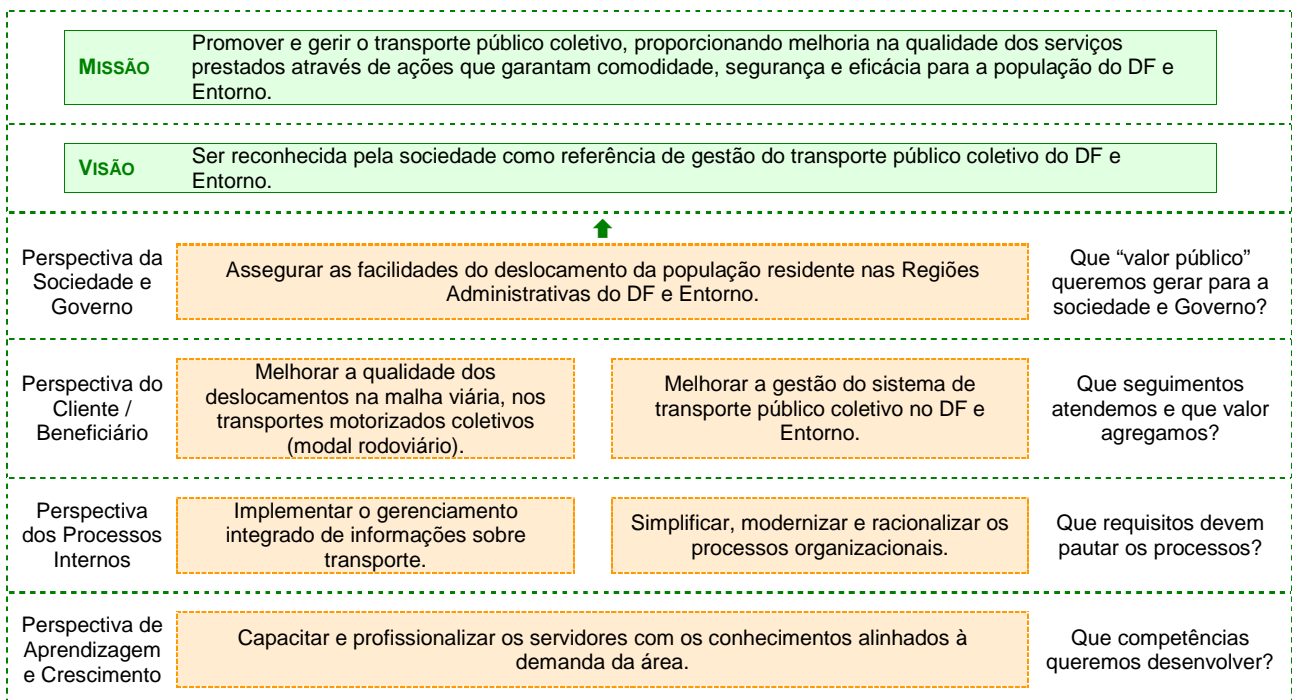 MISSÃO
Promover e gerir o transporte público coletivo, proporcionando melhoria na qualidade dos serviços
prestados através de ações que garantam comodidade, segurança e eficácia para a população do DF e
Entorno.
VISÃO
Ser reconhecida pela sociedade como referência de gestão do transporte público coletivo do DF e
Entorno.
Perspectiva da
Sociedade e
Governo
Assegurar as facilidades do deslocamento da população residente nas Regiões
Administrativas do DF e Entorno.
Que “valor público”
queremos gerar para a
sociedade e Governo?
Perspectiva do
Cliente /
Beneficiário
Melhorar a qualidade dos
deslocamentos na malha viária, nos
transportes motorizados coletivos
(modal rodoviário).
Melhorar a gestão do sistema de
transporte público coletivo no DF e
Entorno.
Que seguimentos
atendemos e que valor
agregamos?
Perspectiva
dos Processos
Internos
Implementar o gerenciamento
integrado de informações sobre
transporte.
Simplificar, modernizar e racionalizar os
processos organizacionais.
Que requisitos devem
pautar os processos?
Perspectiva de
Aprendizagem
e Crescimento
Capacitar e profissionalizar os servidores com os conhecimentos alinhados à
demanda da área.
Que competências
queremos desenvolver?